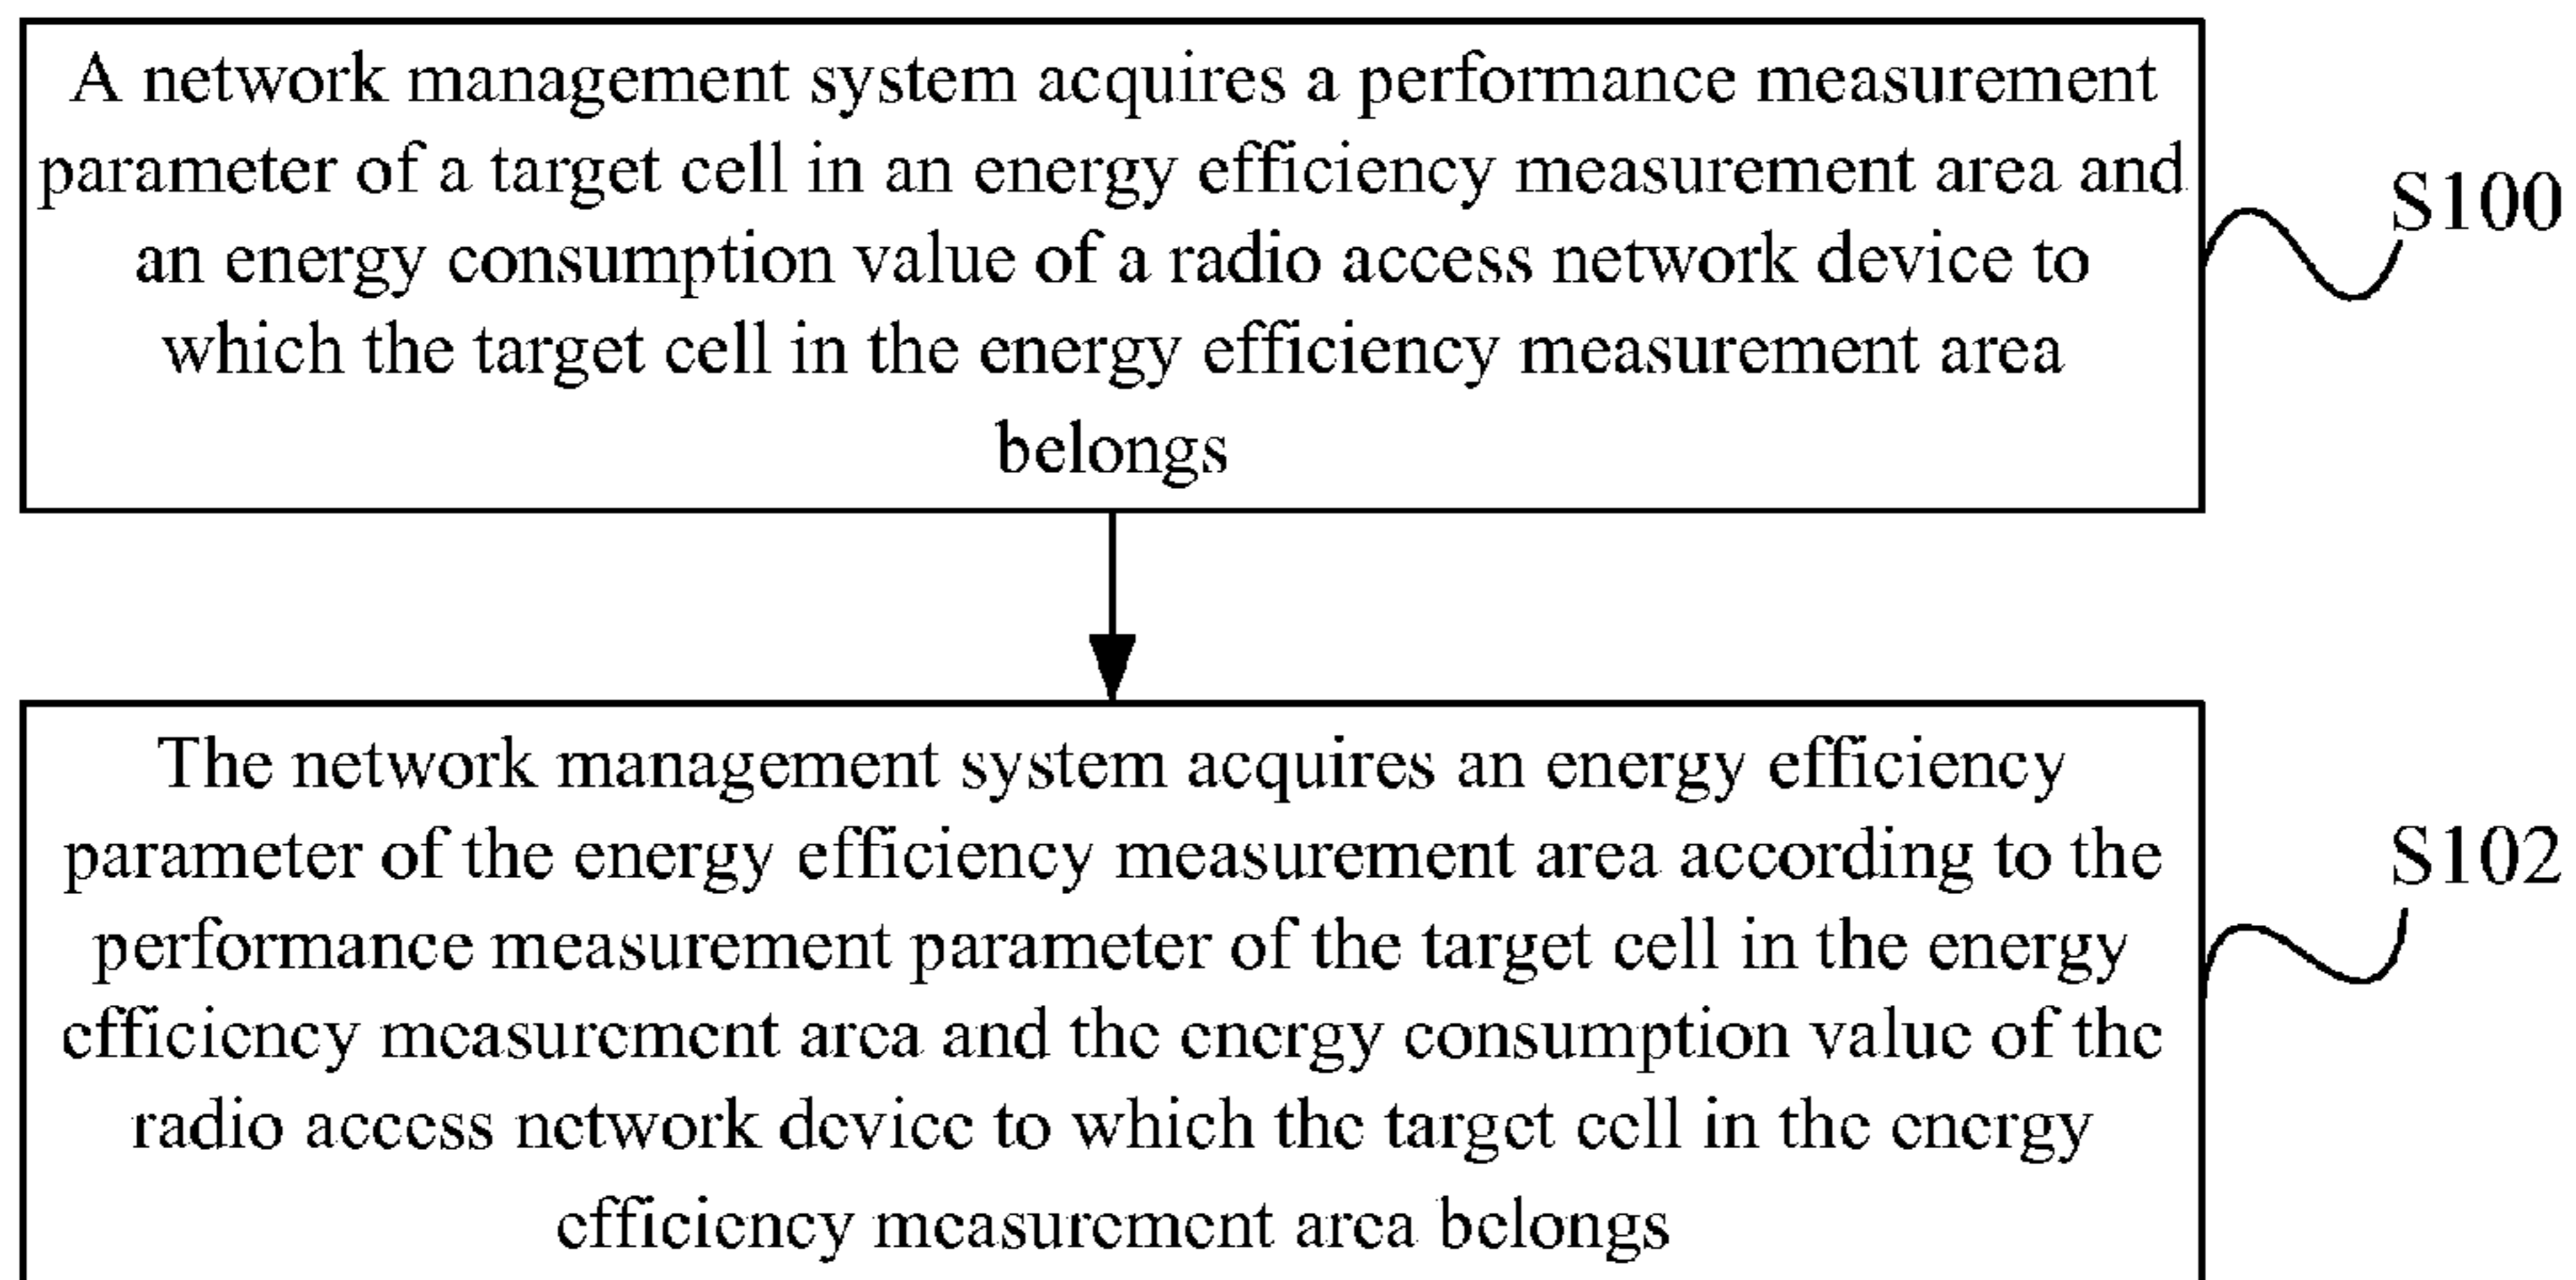 A network management system acquires a performance measurement
parameter of a target cell in an energy efficiency measurement area and
an energy consumption value of a radio access network device to
which the target cell in the energy efficiency measurement area
belongs
S100
The network management system acquires an energy efficiency
parameter of the energy efficiency measurement area according to the
performance measurement parameter of the target cell in the energy
efficiency measurement area and the energy consumption value of the
radio access network device to which the target cell in the energy
efficiency measurement area belongs
S102